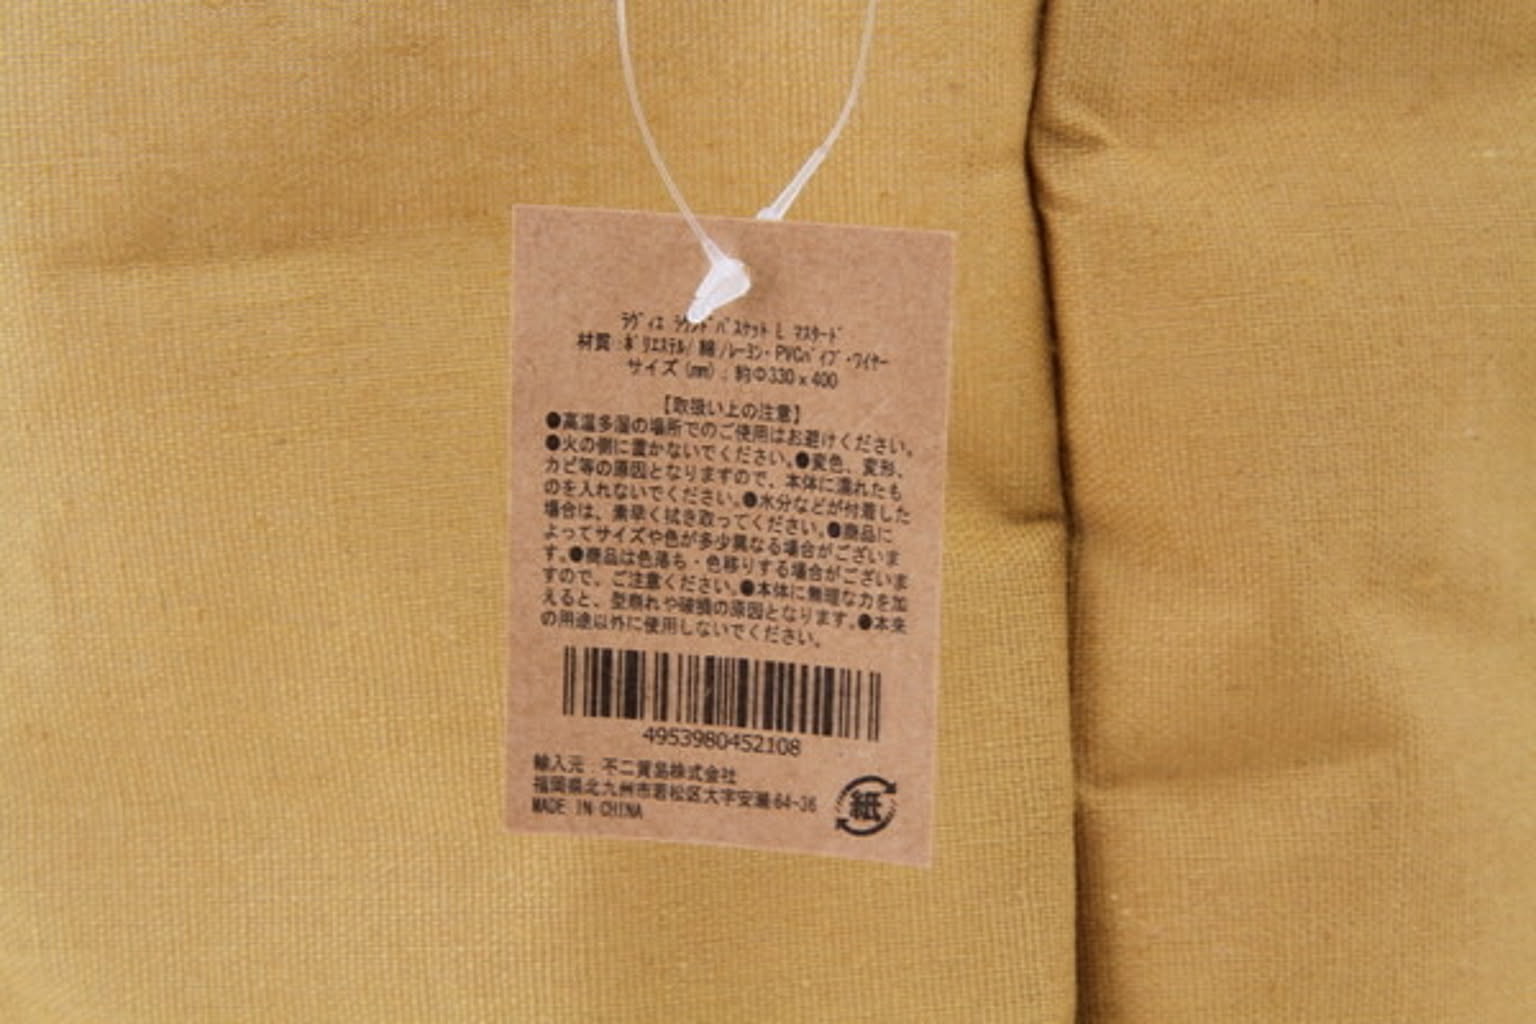 ﾗｳﾞｨｴ ﾗｳﾝﾄﾞﾊﾞｽｹｯﾄ L ﾏｽﾀｰﾄﾞ
材質:ﾎﾟﾘｴｽﾃﾙ/綿/ﾚｰﾖﾝ・PVCﾊﾟｲﾌﾟ・ﾜｲﾔｰ
サイズ(㎜):約Φ330x400
【取扱い上の注意】
●高温多湿の場所でのご使用はお避けください。
●火の側に置かないでください。●変色、変形、
カビ等の原因となりますので、本体に濡れたも
のを入れないでください。●水分などが付着した
場合は、素早く拭き取ってください。●商品に
よってサイズや色が多少異なる場合がございま
す。●商品は色落ち・色移りする場合がございま
すので、ご注意ください。●本体に無理な力を加
えると、型崩れや破損の原因となります。●本来
の用途以外に使用しないでください。
4953980452108
輸入元:不二貿易株式会社
福岡県北九州市若松区大字安瀬64-36
MADE IN CHINA
紙